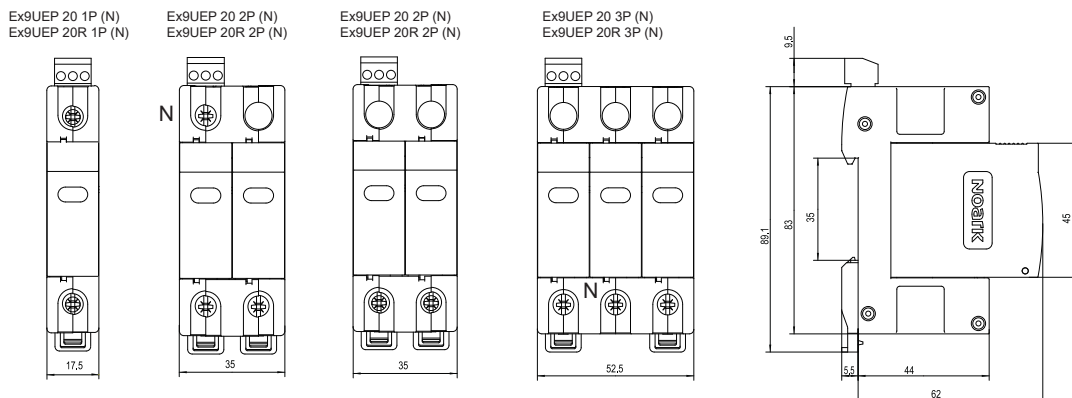 Ex9UEP 20 1P (N)
Ex9UEP 20R 1P (N)
Ex9UEP 20 2P (N)
Ex9UEP 20R 2P (N)
Ex9UEP 20 2P (N)
Ex9UEP 20R 2P (N)
Ex9UEP 20 3P (N)
Ex9UEP 20R 3P (N)
N
N
17,5
35
35
52,5
9,5
89,1
83
35
NOARK
45
5,5
44
62